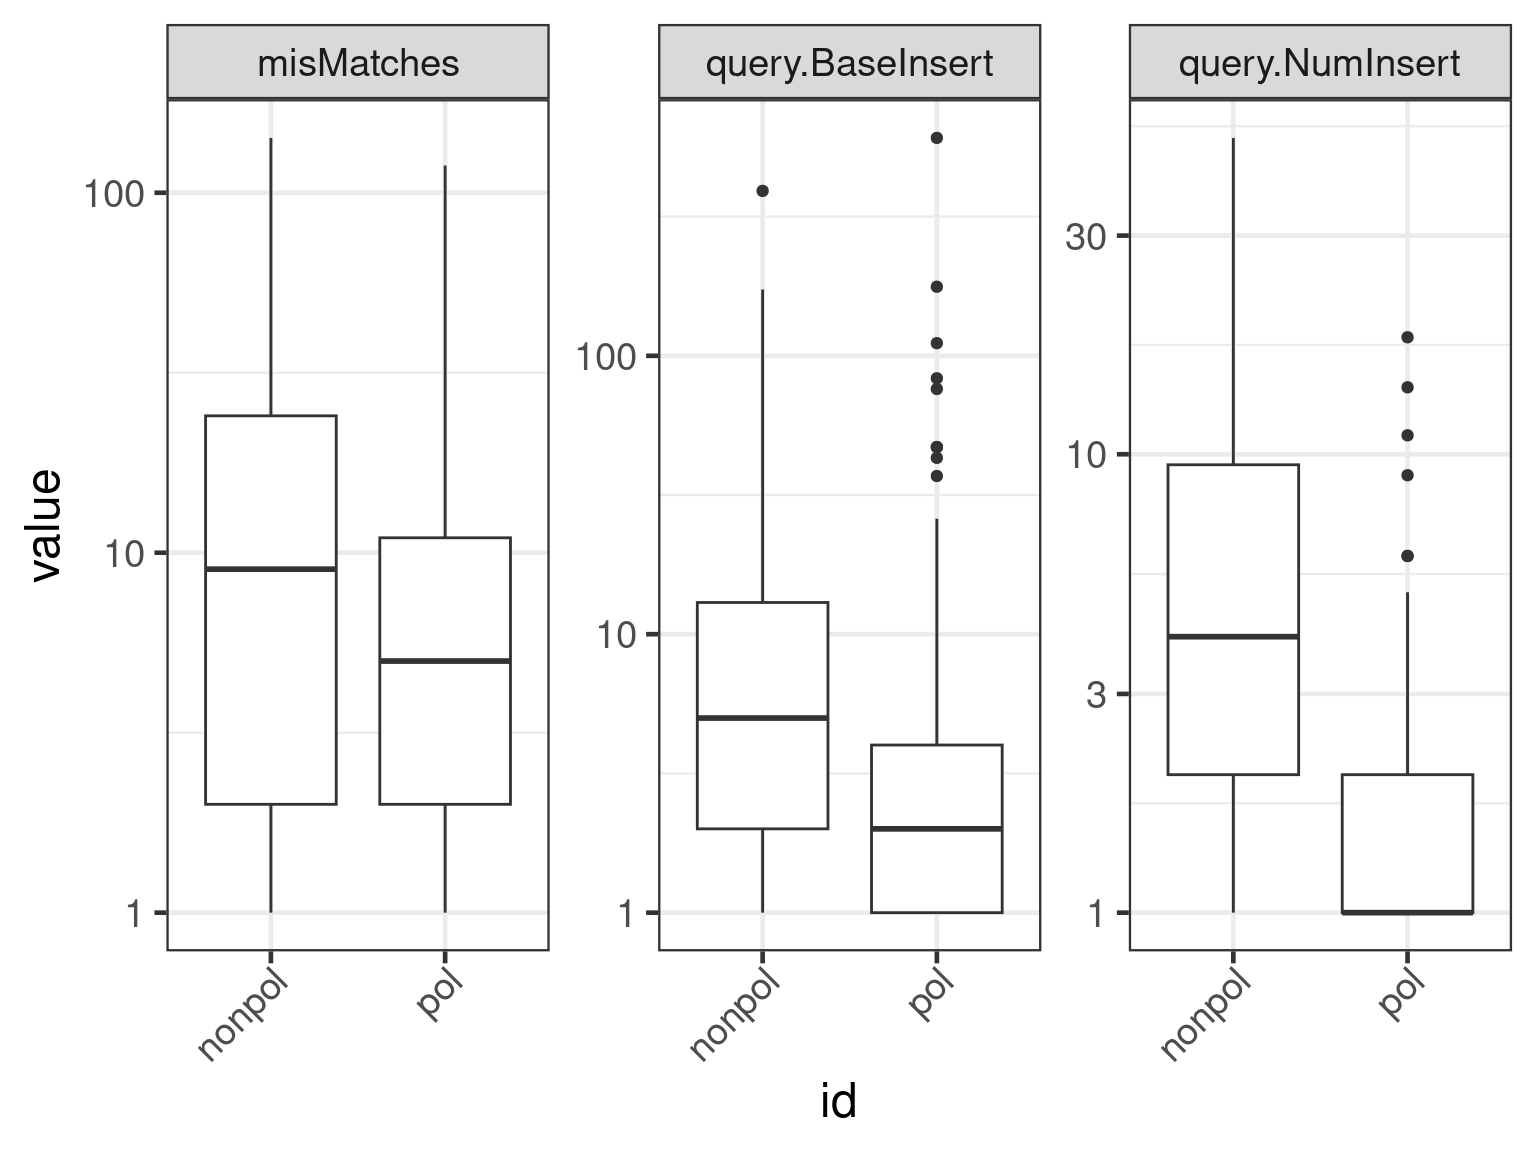 misMatches
query.BaseInsert
query.NumInsert
value
100
10
1
100
10
1
30
10
3
1
nonpol
pol
nonpol
pol
nonpol
pol
id